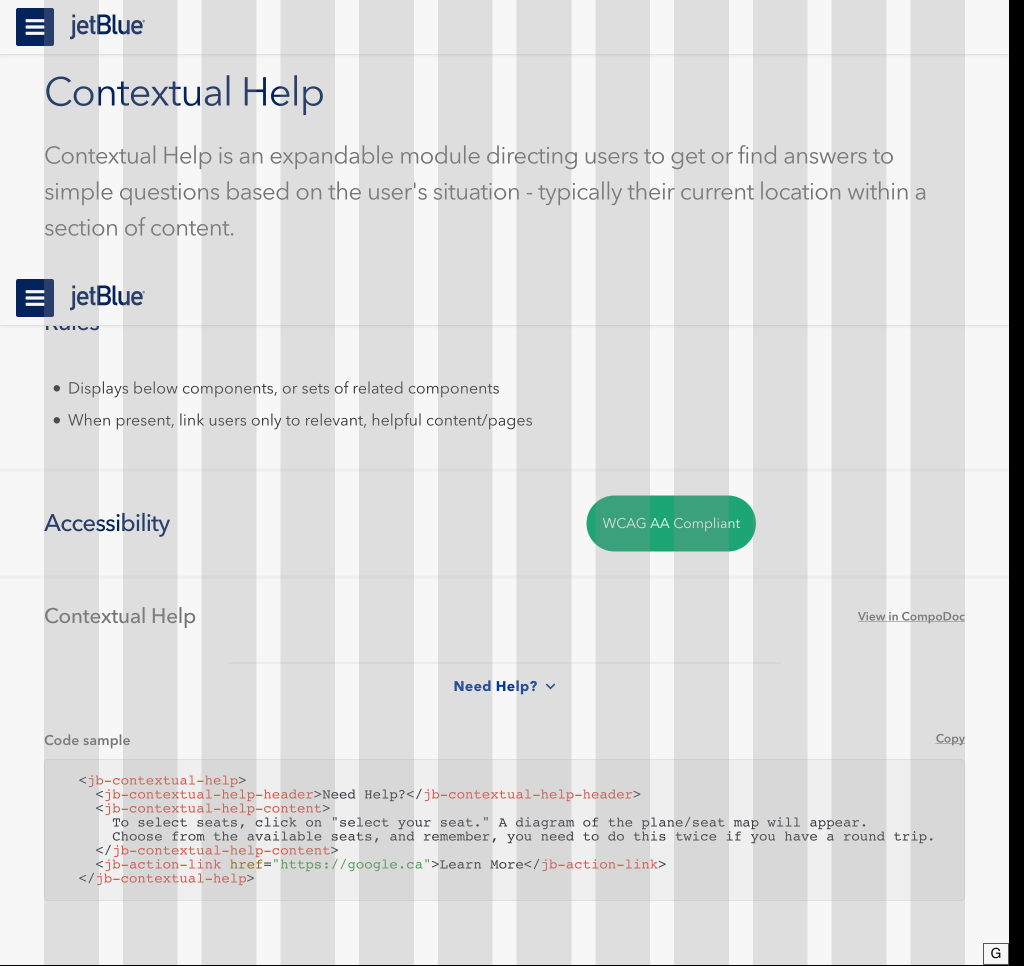 jetBlue
Contextual Help
Contextual Help is an expandable module directing users to get or find answers to
simple questions based on the user's situation - typically their current location within a
section of content.
jetBlue
Rules
• Displays below components, or sets of related components
• When present, link users only to relevant, helpful content/pages
Accessibility
WCAG AA Compliant
Contextual Help
View in CompoDoc
Need Help?
Code sample
Copy
<jb-contextual-help>
<jb-contextual-help-header>Need Help?</jb-contextual-help-header>
<jb-contextual-help-content>
To select seats, click on "select your seat." A diagram of the plane/seat map will appear.
Choose from the available seats, and remember, you need to do this twice if you have a round trip.
</jb-contextual-help-content>
<jb-action-link href="https://google.ca">Learn More</jb-action-link>
</jb-contextual-help>
G